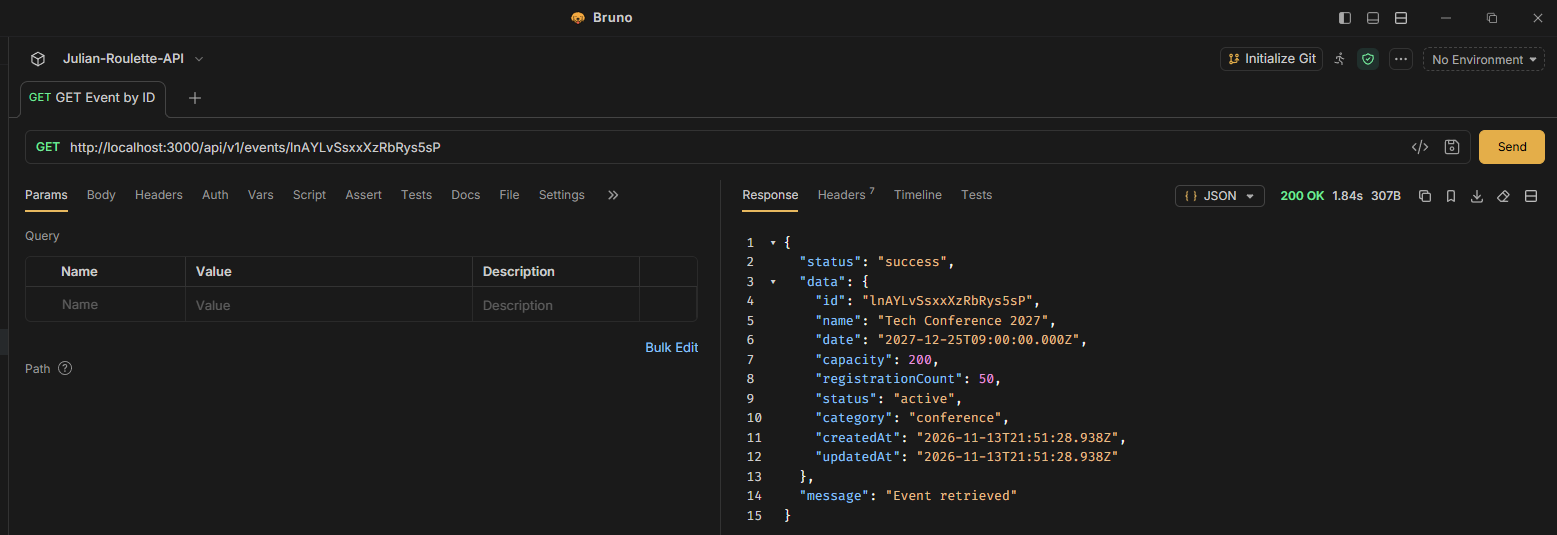 Bruno
Julian-Roulette-API
Initialize Git
No Environment
GET GET Event by ID
GET http://localhost:3000/api/v1/events/lnAYLvSsxxXzRbRys5sP
Send
Params Body Headers Auth Vars Script Assert Tests Docs File Settings
Query
Name Value Description
Name Value Description
Bulk Edit
Path ?
Response Headers 7 Timeline Tests
{ } JSON
200 OK 1.84s 307B
1 {
2 "status": "success",
3 "data": {
4 "id": "lnAYLvSsxxXzRbRys5sP",
5 "name": "Tech Conference 2027",
6 "date": "2027-12-25T09:00:00.000Z",
7 "capacity": 200,
8 "registrationCount": 50,
9 "status": "active",
10 "category": "conference",
11 "createdAt": "2026-11-13T21:51:28.938Z",
12 "updatedAt": "2026-11-13T21:51:28.938Z"
13 },
14 "message": "Event retrieved"
15 }